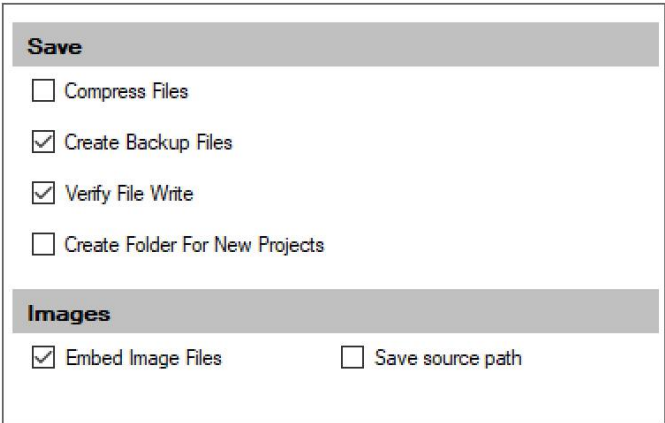 Save
Compress Files
Create Backup Files
Verify File Write
Create Folder For New Projects
Images
Embed Image Files Save source path